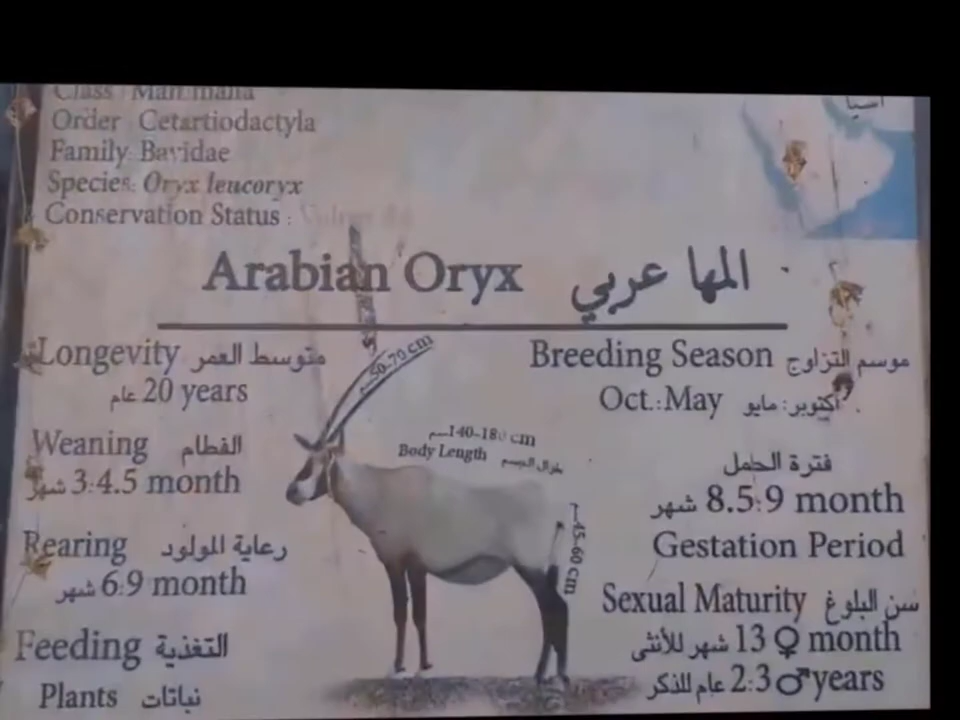 Class : Mammalia
Order : Cetartiodactyla
Family: Bavidae
Species: Oryx leucoryx
Conservation Status :
آسيا
Arabian Oryx المها عربي
Longevity متوسط العمر
20 years عام
Weaning الفطام
3:4.5 month شهر
Rearing رعاية المولود
6:9 month شهر
Feeding التغذية
Plants نباتات
50-70 cm
140-180 cm
Body Length
45-60 cm
Breeding Season موسم التزاوج
Oct.:May أكتوبر: مايو
فترة الحمل
8.5:9 month شهر
Gestation Period
Sexual Maturity سن البلوغ
13 ♀ month شهر للأنثى
2:3 ♂ years عام للذكر